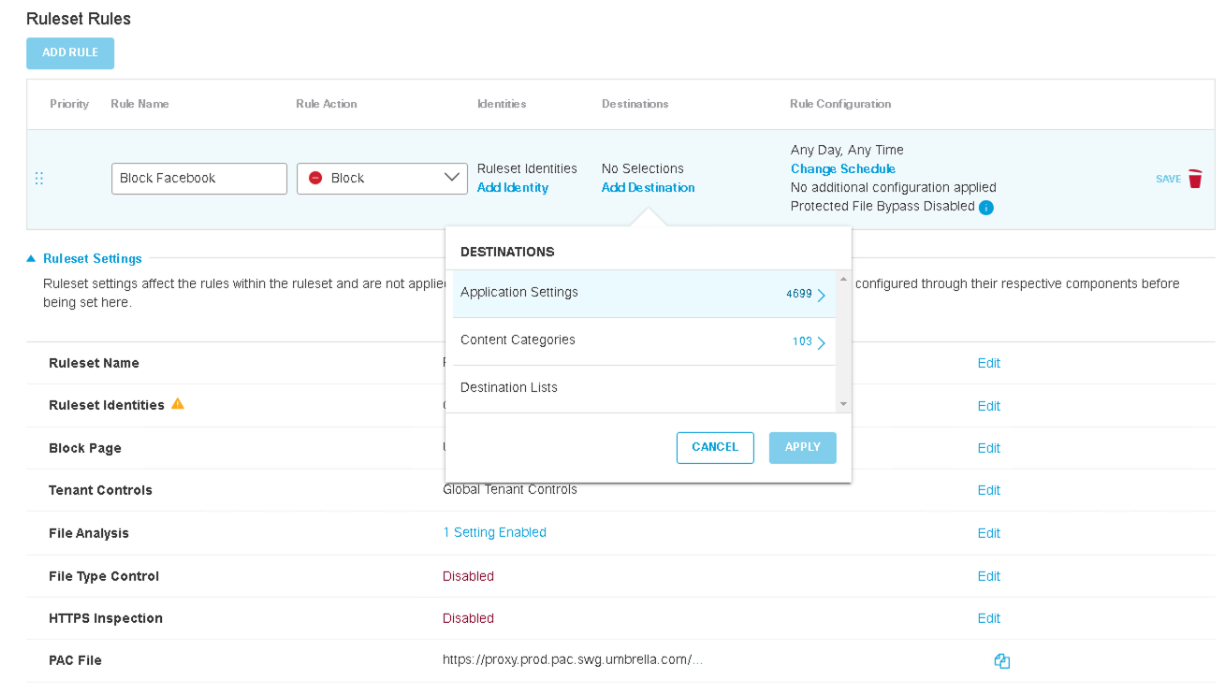 Ruleset Rules
ADD RULE
Priority Rule Name Rule Action Identities Destinations Rule Configuration
Block Facebook
Block
Ruleset Identities
Add Identity
No Selections
Add Destination
Any Day, Any Time
Change Schedule
No additional configuration applied
Protected File Bypass Disabled
SAVE
Ruleset Settings
Ruleset settings affect the rules within the ruleset and are not configured through their respective components before
being set here.
DESTINATIONS
Application Settings 4699
Content Categories 103
Destination Lists
CANCEL APPLY
Ruleset Name Edit
Ruleset Identities Edit
Block Page Edit
Tenant Controls Global Tenant Controls Edit
File Analysis 1 Setting Enabled Edit
File Type Control Disabled Edit
HTTPS Inspection Disabled Edit
PAC File https://proxy.prod.pac.swg.umbrella.com/...